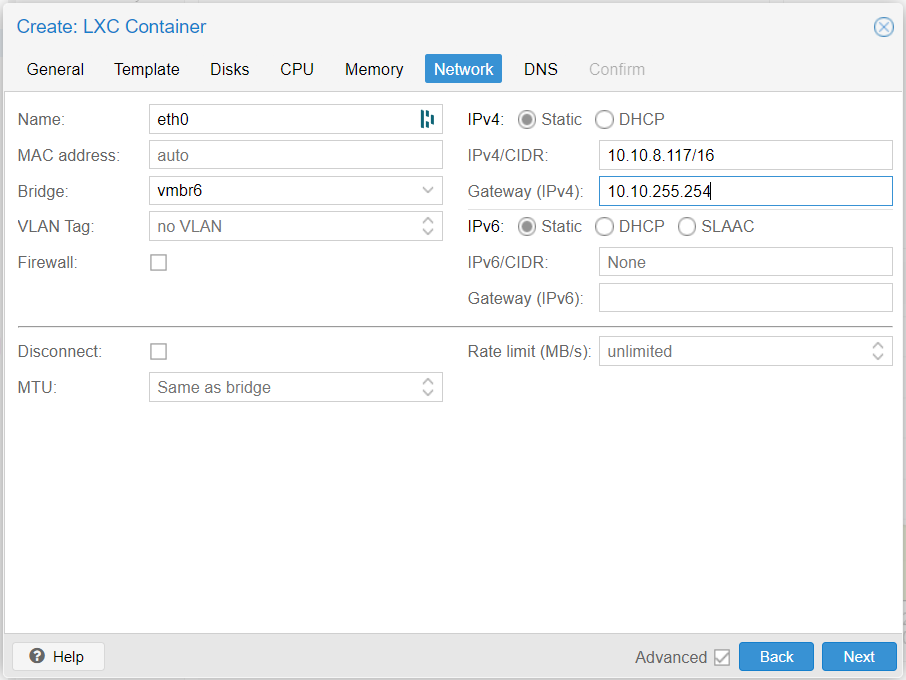 Create: LXC Container
General Template Disks CPU Memory Network DNS Confirm
Name: eth0
MAC address: auto
Bridge: vmbr6
VLAN Tag: no VLAN
Firewall:
IPv4: Static DHCP
IPv4/CIDR: 10.10.8.117/16
Gateway (IPv4): 10.10.255.254
IPv6: Static DHCP SLAAC
IPv6/CIDR: None
Gateway (IPv6):
Disconnect:
MTU: Same as bridge
Rate limit (MB/s): unlimited
Help Advanced Back Next